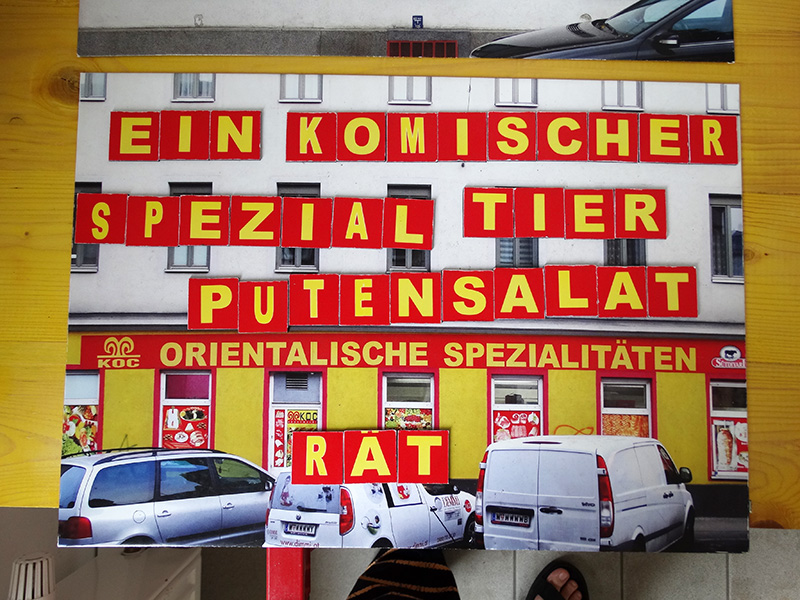 EIN KOMISCHER
SPEZIAL TIER
PUTENSALAT
KOC ORIENTALISCHE SPEZIALITÄTEN
RÄT